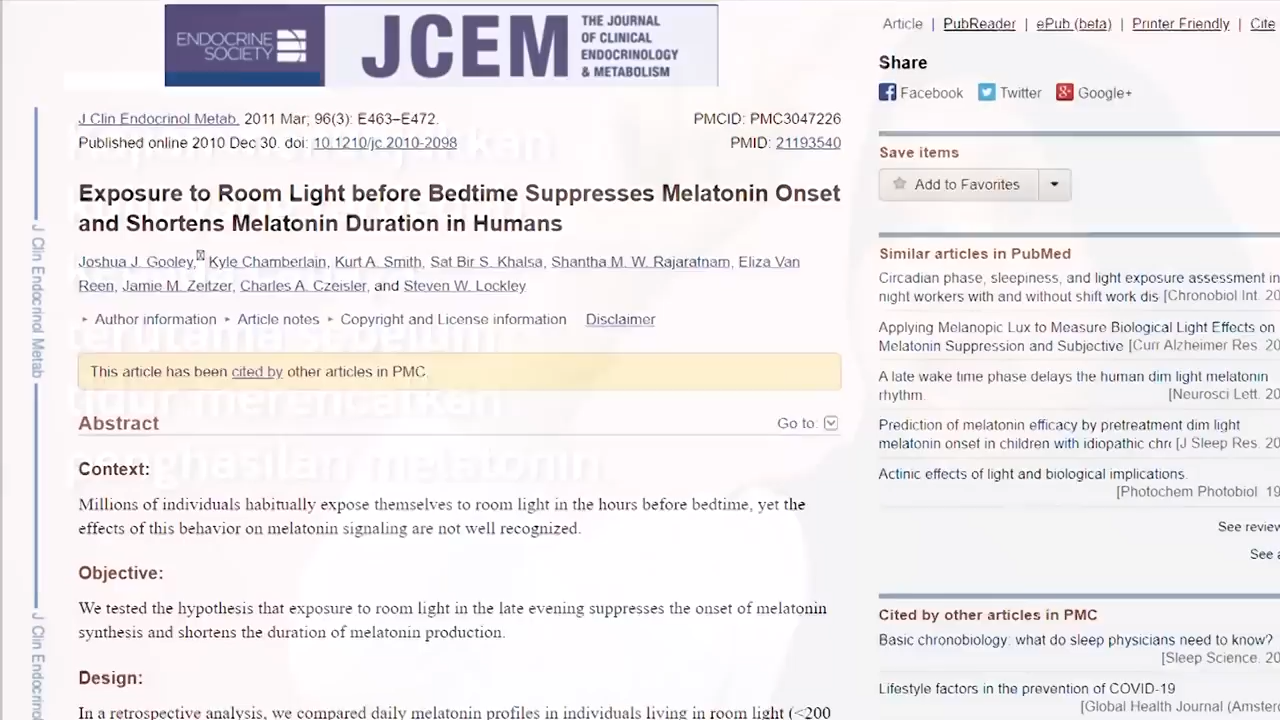 ENDOCRINE
SOCIETY
JCEM
THE JOURNAL
OF CLINICAL
ENDOCRINOLOGY
& METABOLISM
J Clin Endocrinol Metab. 2011 Mar; 96(3): E463–E472.
PMCID: PMC3047226
Published online 2010 Dec 30. doi: 10.1210/jc.2010-2098
PMID: 21193540
Exposure to Room Light before Bedtime Suppresses Melatonin Onset
and Shortens Melatonin Duration in Humans
Joshua J. Gooley, Kyle Chamberlain, Kurt A. Smith, Sat Bir S. Khalsa, Shantha M. W. Rajaratnam, Eliza Van
Reen, Jamie M. Zeitzer, Charles A. Czeisler, and Steven W. Lockley
Author information Article notes Copyright and License information Disclaimer
This article has been cited by other articles in PMC.
Abstract
Go to:
Context:
Millions of individuals habitually expose themselves to room light in the hours before bedtime, yet the
effects of this behavior on melatonin signaling are not well recognized.
Objective:
We tested the hypothesis that exposure to room light in the late evening suppresses the onset of melatonin
synthesis and shortens the duration of melatonin production.
Design:
In a retrospective analysis, we compared daily melatonin profiles in individuals living in room light (<200
J Clin Endocrinol Metab
J Clin Endocrinol
tidur merencatkan
penghasilan melatonin
Article | PubReader | ePub (beta) | Printer Friendly | Cite
Share
Facebook Twitter Google+
Save items
Add to Favorites
Similar articles in PubMed
Circadian phase, sleepiness, and light exposure assessment in
night workers with and without shift work dis [Chronobiol Int. 20
Applying Melanopic Lux to Measure Biological Light Effects on
Melatonin Suppression and Subjective [Curr Alzheimer Res. 20
A late wake time phase delays the human dim light melatonin
rhythm. [Neurosci Lett. 20
Prediction of melatonin efficacy by pretreatment dim light
melatonin onset in children with idiopathic chrc [J Sleep Res. 20
Actinic effects of light and biological implications.
[Photochem Photobiol. 19
See review
See a
Cited by other articles in PMC
Basic chronobiology: what do sleep physicians need to know?
[Sleep Science. 20
Lifestyle factors in the prevention of COVID-19
[Global Health Journal (Amster